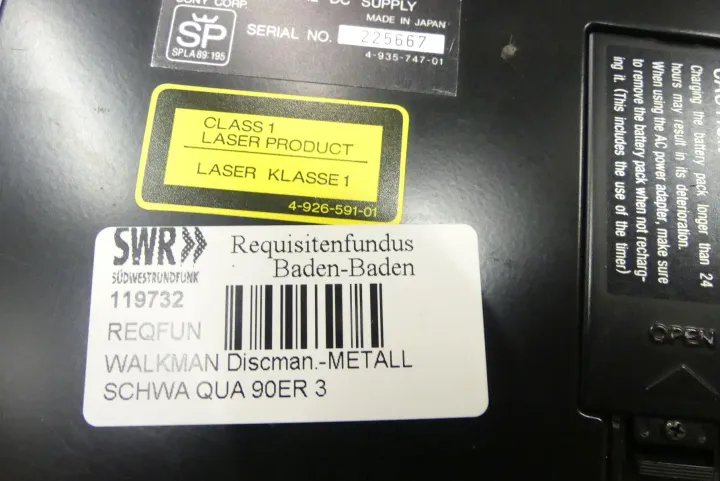 SONY CORP.
DC SUPPLY
MADE IN JAPAN
SP
SPLA89:195
SERIAL NO. 225667
4-935-747-01
CLASS 1
LASER PRODUCT
LASER KLASSE 1
4-926-591-01
SWR
SÜDWESTRUNDFUNK
Requisitenfundus
Baden-Baden
119732
REQFUN
WALKMAN Discman.-METALL
SCHWA QUA 90ER 3
Charging the battery pack longer than 24
hours may result in its deterioration.
When using the AC power adapter, make sure
to remove the battery pack when not recharg-
ing it. (This includes the use of the timer)
OPEN